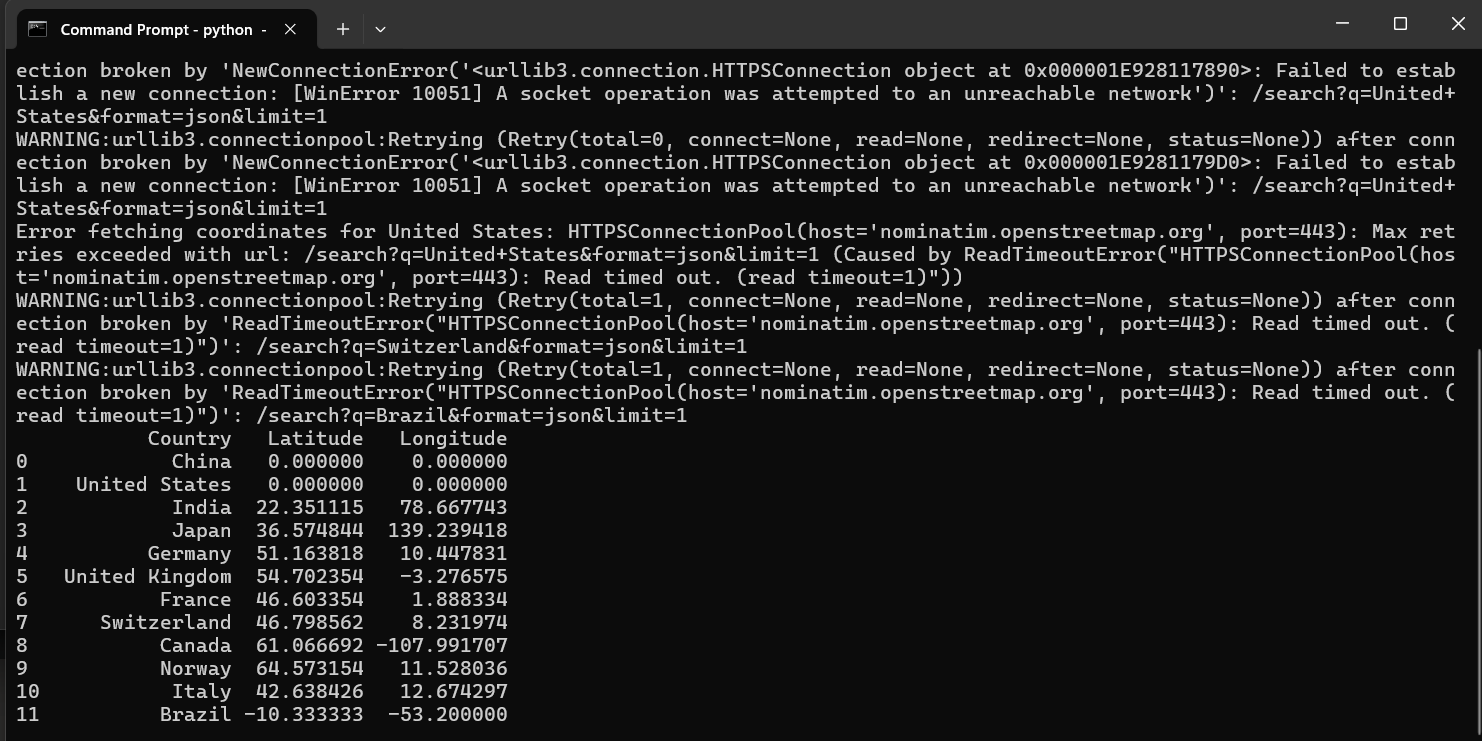 Command Prompt - python -
ection broken by 'NewConnectionError('<urllib3.connection.HTTPSConnection object at 0x000001E928117890>: Failed to estab
lish a new connection: [WinError 10051] A socket operation was attempted to an unreachable network')': /search?q=United+
States&format=json&limit=1
WARNING:urllib3.connectionpool:Retrying (Retry(total=0, connect=None, read=None, redirect=None, status=None)) after conn
ection broken by 'NewConnectionError('<urllib3.connection.HTTPSConnection object at 0x000001E9281179D0>: Failed to estab
lish a new connection: [WinError 10051] A socket operation was attempted to an unreachable network')': /search?q=United+
States&format=json&limit=1
Error fetching coordinates for United States: HTTPSConnectionPool(host='nominatim.openstreetmap.org', port=443): Max ret
ries exceeded with url: /search?q=United+States&format=json&limit=1 (Caused by ReadTimeoutError("HTTPSConnectionPool(hos
t='nominatim.openstreetmap.org', port=443): Read timed out. (read timeout=1)"))
WARNING:urllib3.connectionpool:Retrying (Retry(total=1, connect=None, read=None, redirect=None, status=None)) after conn
ection broken by 'ReadTimeoutError("HTTPSConnectionPool(host='nominatim.openstreetmap.org', port=443): Read timed out. (
read timeout=1)")': /search?q=Switzerland&format=json&limit=1
WARNING:urllib3.connectionpool:Retrying (Retry(total=1, connect=None, read=None, redirect=None, status=None)) after conn
ection broken by 'ReadTimeoutError("HTTPSConnectionPool(host='nominatim.openstreetmap.org', port=443): Read timed out. (
read timeout=1)")': /search?q=Brazil&format=json&limit=1
Country Latitude Longitude
0 China 0.000000 0.000000
1 United States 0.000000 0.000000
2 India 22.351115 78.667743
3 Japan 36.574844 139.239418
4 Germany 51.163818 10.447831
5 United Kingdom 54.702354 -3.276575
6 France 46.603354 1.888334
7 Switzerland 46.798562 8.231974
8 Canada 61.066692 -107.991707
9 Norway 64.573154 11.528036
10 Italy 42.638426 12.674297
11 Brazil -10.333333 -53.200000